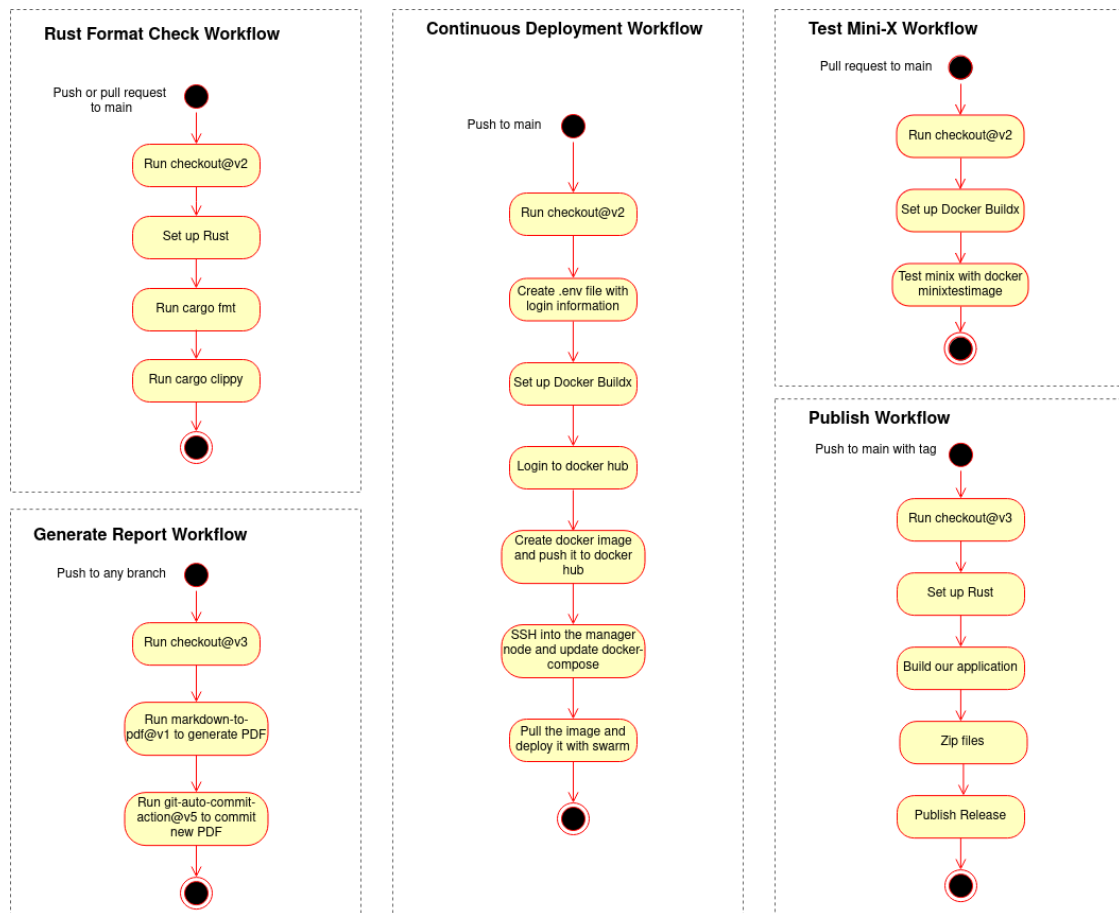 Rust Format Check Workflow
Push or pull request
to main
Run checkout@v2
Set up Rust
Run cargo fmt
Run cargo clippy
Generate Report Workflow
Push to any branch
Run checkout@v3
Run markdown-to-
pdf@v1 to generate PDF
Run git-auto-commit-
action@v5 to commit
new PDF
Continuous Deployment Workflow
Push to main
Run checkout@v2
Create .env file with
login information
Set up Docker Buildx
Login to docker hub
Create docker image
and push it to docker
hub
SSH into the manager
node and update docker-
compose
Pull the image and
deploy it with swarm
Test Mini-X Workflow
Pull request to main
Run checkout@v2
Set up Docker Buildx
Test minix with docker
minixtestimage
Publish Workflow
Push to main with tag
Run checkout@v3
Set up Rust
Build our application
Zip files
Publish Release